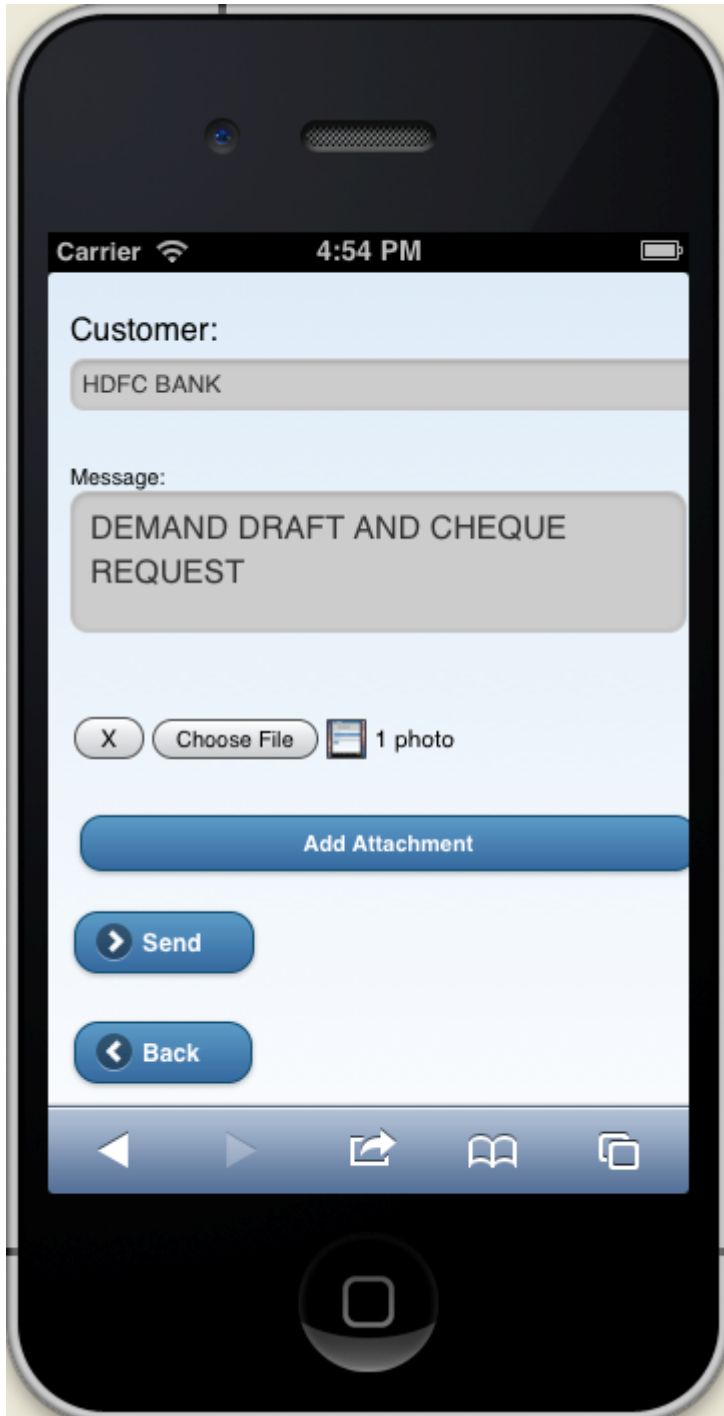 Carrier 4:54 PM
Customer:
HDFC BANK
Message:
DEMAND DRAFT AND CHEQUE
REQUEST
X Choose File 1 photo
Add Attachment
Send
Back